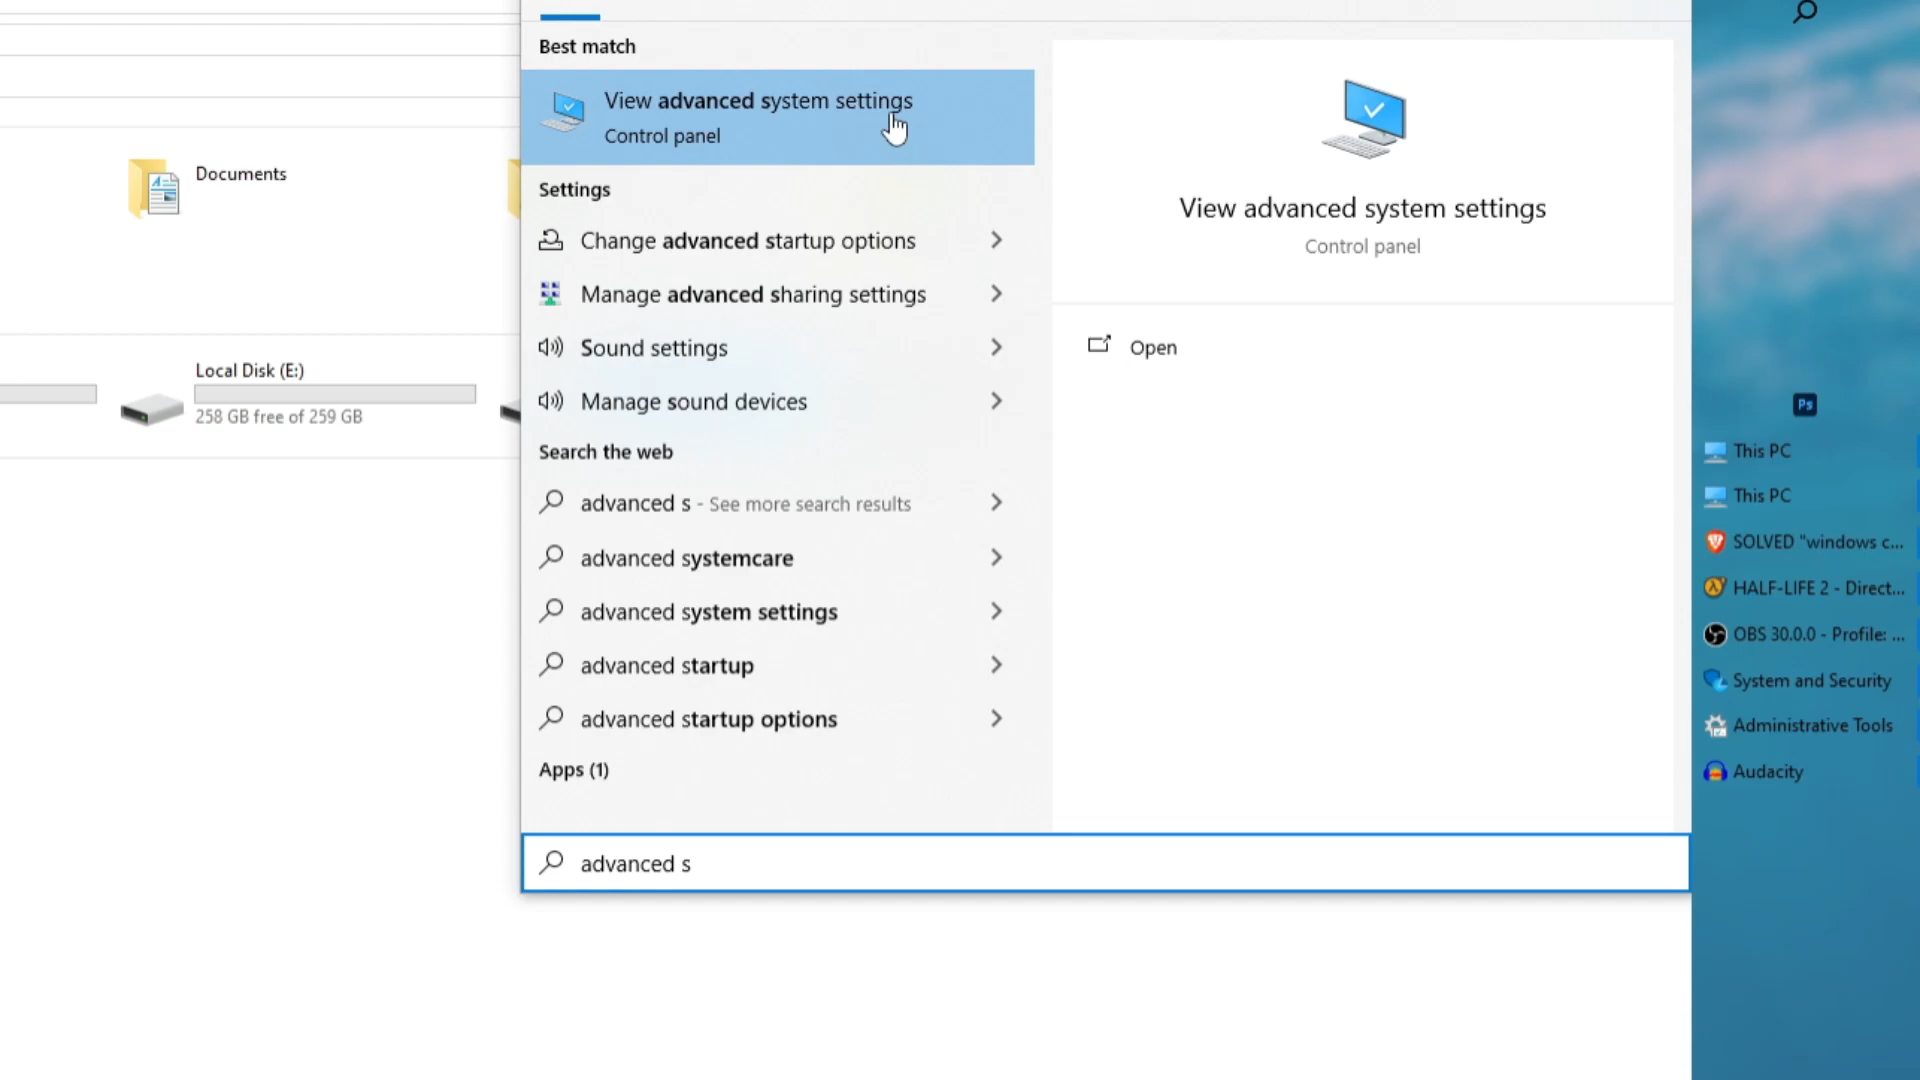 Documents
Local Disk (E:)
258 GB free of 259 GB
Best match
View advanced system settings
Control panel
Settings
Change advanced startup options
Manage advanced sharing settings
Sound settings
Manage sound devices
Search the web
advanced s - See more search results
advanced systemcare
advanced system settings
advanced startup
advanced startup options
Apps (1)
advanced s
View advanced system settings
Control panel
Open
Ps
This PC
This PC
SOLVED "windows c...
HALF-LIFE 2 - Direct...
OBS 30.0.0 - Profile: ...
System and Security
Administrative Tools
Audacity